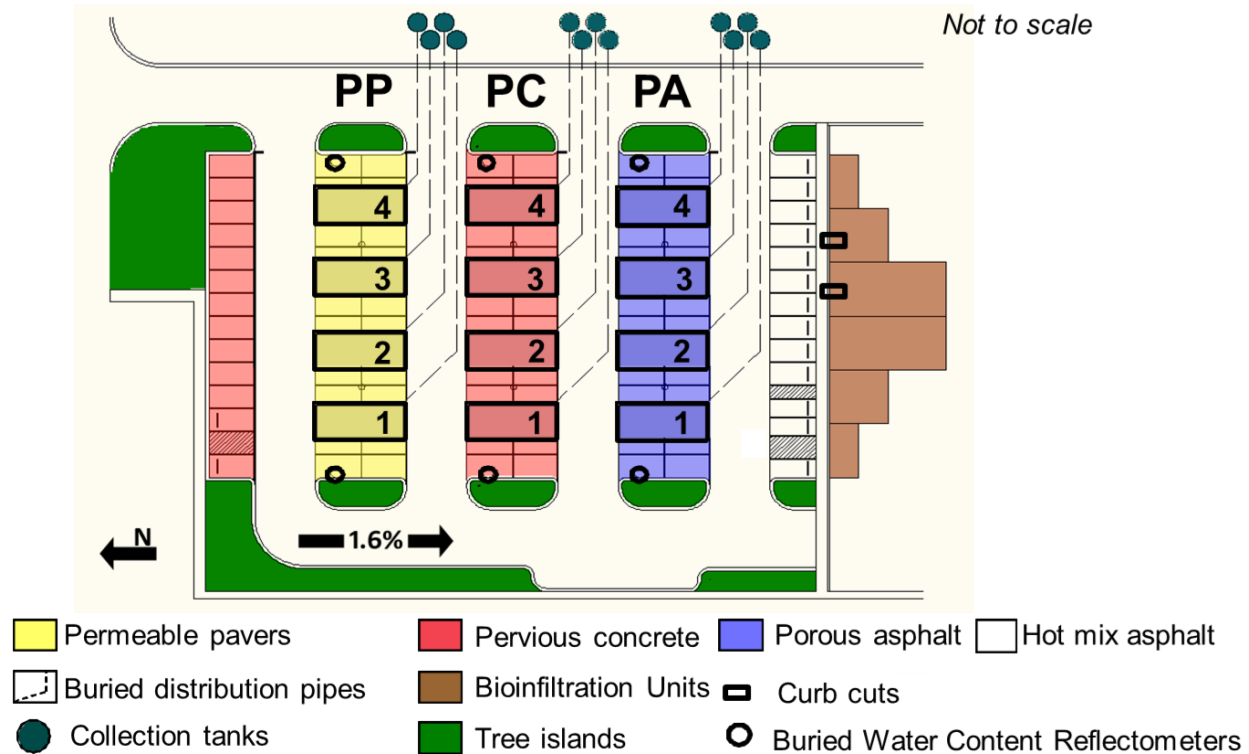 Not to scale
PP PC PA
4 4 4
3 3 3
2 2 2
1 1 1
N
1.6%
Permeable pavers Pervious concrete Porous asphalt Hot mix asphalt
Buried distribution pipes Bioinfiltration Units Curb cuts
Collection tanks Tree islands Buried Water Content Reflectometers